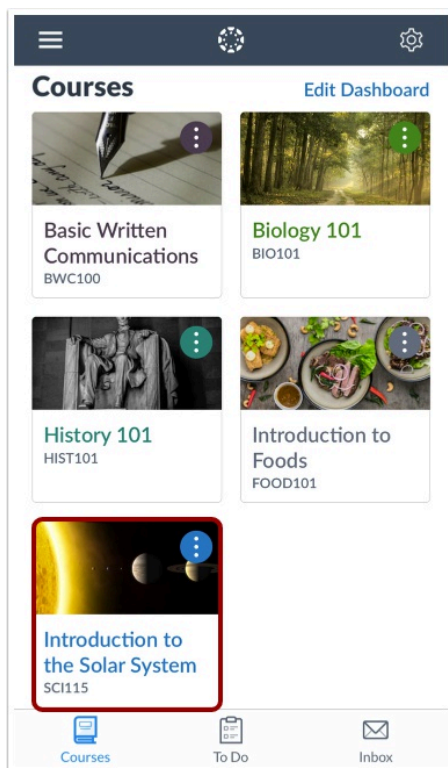 Courses
Edit Dashboard
Basic Written
Communications
BWC100
Biology 101
BIO101
History 101
HIST101
Introduction to
Foods
FOOD101
Introduction to
the Solar System
SCI115
Courses
To Do
Inbox